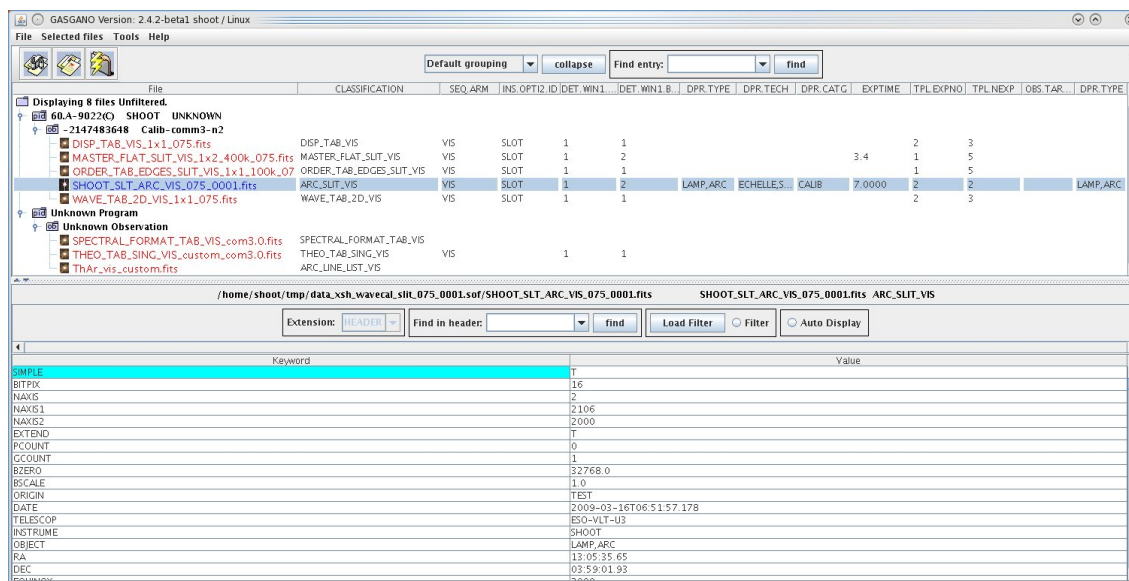 GASGANO Version: 2.4.2-beta1 shoot / Linux
File Selected files Tools Help
Default grouping collapse Find entry: find
File CLASSIFICATION SEQ.ARM INS.OPTI2.ID DET.WIN1.... DET.WIN1.B... DPR.TYPE DPR.TECH DPR.CATG EXPTIME TPL.EXPNO TPL.NEXP OBS.TAR... DPR.TYPE
Displaying 8 files Unfiltered.
60.A-9022(C) SHOOT UNKNOWN
-2147483648 Calib-comm3-n2
DISP_TAB_VIS_1x1_075.fits DISP_TAB_VIS VIS SLOT 1 1 2 3
MASTER_FLAT_SLIT_VIS_1x2_400k_075.fits MASTER_FLAT_SLIT_VIS VIS SLOT 1 2 3.4 1 5
ORDER_TAB_EDGES_SLIT_VIS_1x1_100k_07 ORDER_TAB_EDGES_SLIT_VIS VIS SLOT 1 1 1 5
SHOOT_SLT_ARC_VIS_075_0001.fits ARC_SLIT_VIS VIS SLOT 1 2 LAMP,ARC ECHELLE,S... CALIB 7.0000 2 2 LAMP,ARC
WAVE_TAB_2D_VIS_1x1_075.fits WAVE_TAB_2D_VIS VIS SLOT 1 1 2 3
Unknown Program
Unknown Observation
SPECTRAL_FORMAT_TAB_VIS_com3.0.fits SPECTRAL_FORMAT_TAB_VIS
THEO_TAB_SING_VIS_custom_com3.0.fits THEO_TAB_SING_VIS VIS 1 1
ThAr_vis_custom.fits ARC_LINE_LIST_VIS
/home/shoot/tmp/data_xsh_wavecal_slit_075_0001.sof/SHOOT_SLT_ARC_VIS_075_0001.fits SHOOT_SLT_ARC_VIS_075_0001.fits ARC_SLIT_VIS
Extension: HEADER Find in header: find Load Filter Filter Auto Display
Keyword Value
SIMPLE T
BITPIX 16
NAXIS 2
NAXIS1 2106
NAXIS2 2000
EXTEND T
PCOUNT 0
GCOUNT 1
BZERO 32768.0
BSCALE 1.0
ORIGIN TEST
DATE 2009-03-16T06:51:57.178
TELESCOP ESO-VLT-U3
INSTRUME SHOOT
OBJECT LAMP,ARC
RA 13:05:35.65
DEC 03:59:01.93